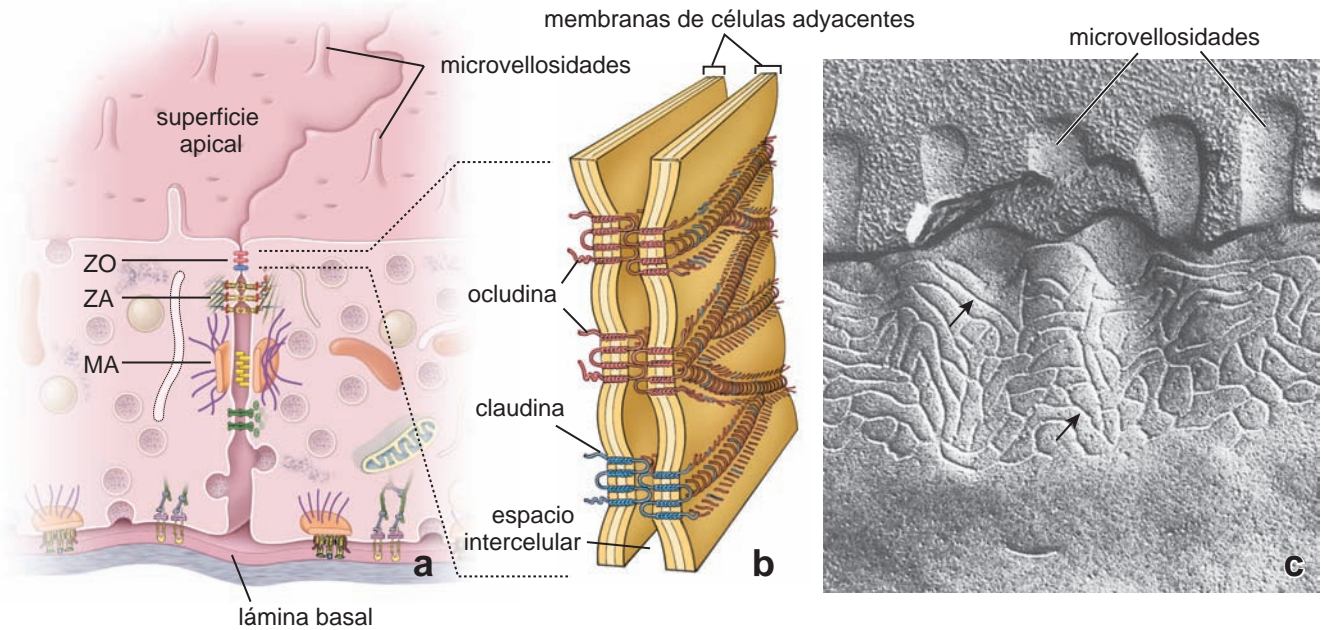 membranas de células adyacentes
microvellosidades
microvellosidades
superficie
apical
ZO
ZA
MA
ocludina
claudina
espacio
intercelular
a
b
c
lámina basal